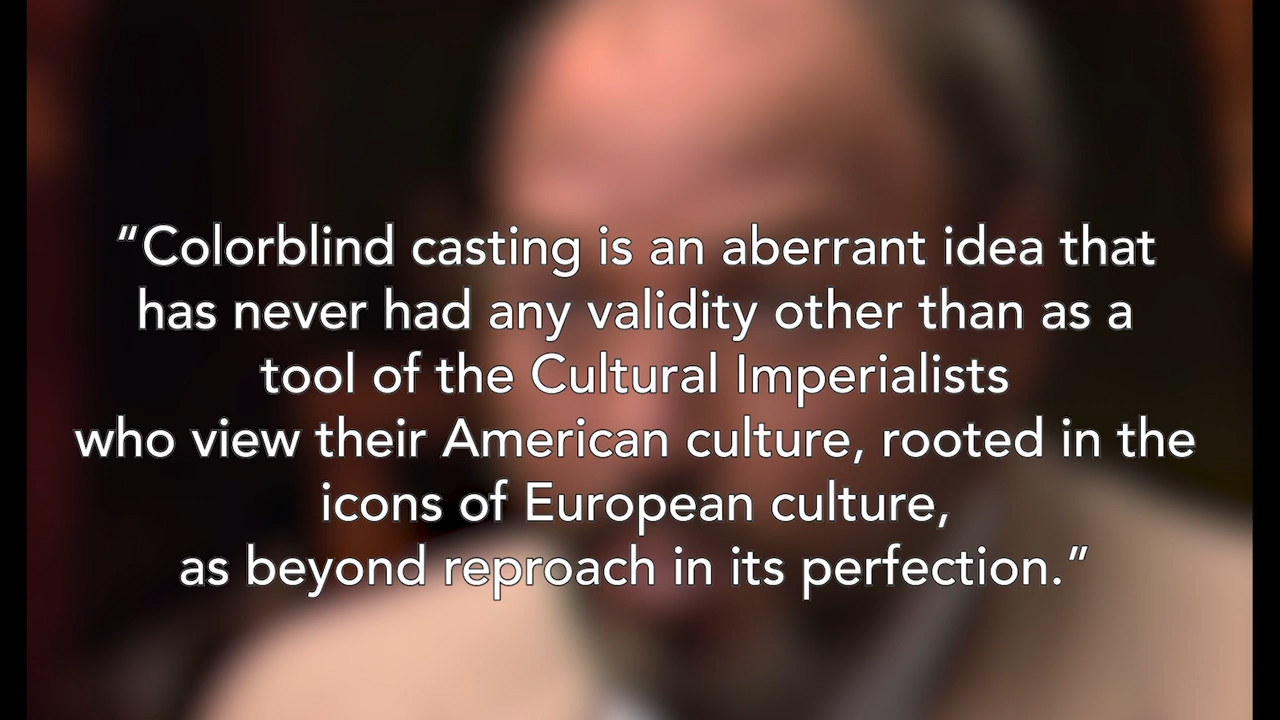 “Colorblind casting is an aberrant idea that
has never had any validity other than as a
tool of the Cultural Imperialists
who view their American culture, rooted in the
icons of European culture,
as beyond reproach in its perfection.”